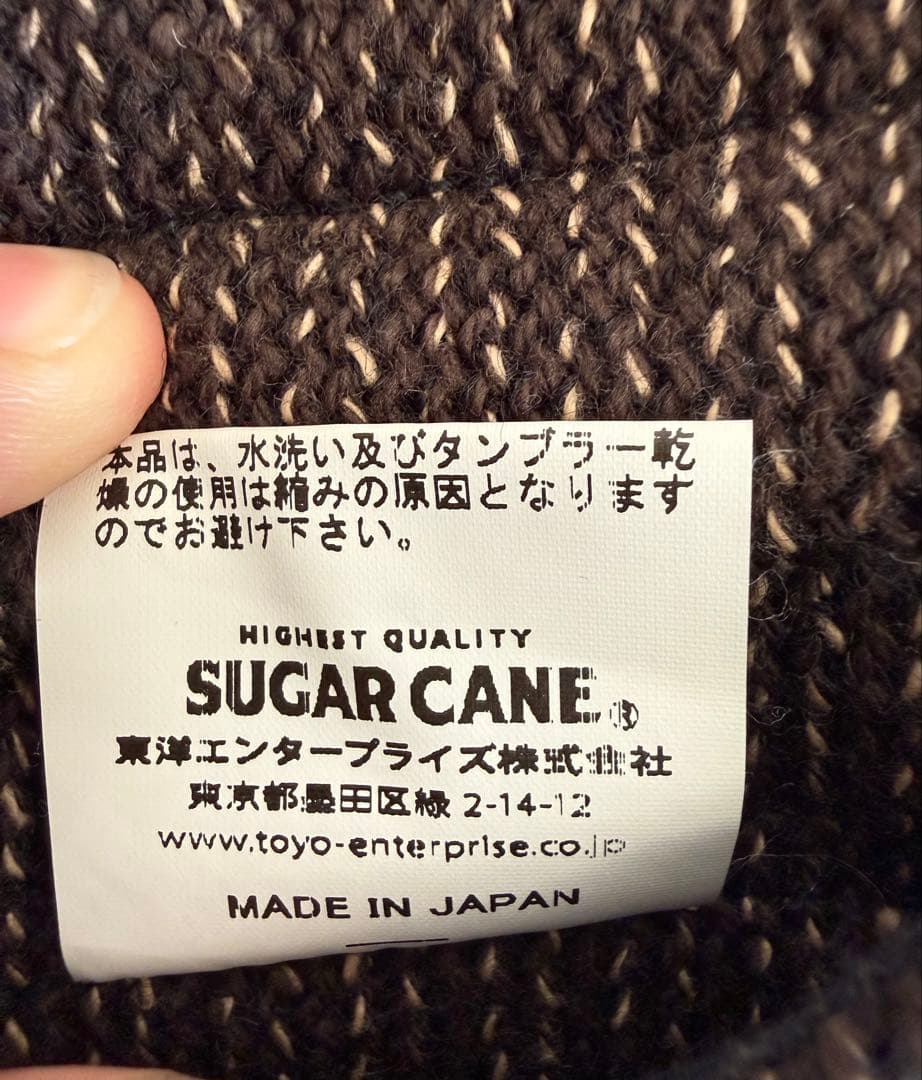 本品は、水洗い及びタンブラー乾
燥の使用は縮みの原因となります
のでお避け下さい。
HIGHEST QUALITY
SUGAR CANE®
東洋エンタープライズ株式会社
東京都墨田区緑 2-14-12
www.toyo-enterprise.co.jp
MADE IN JAPAN